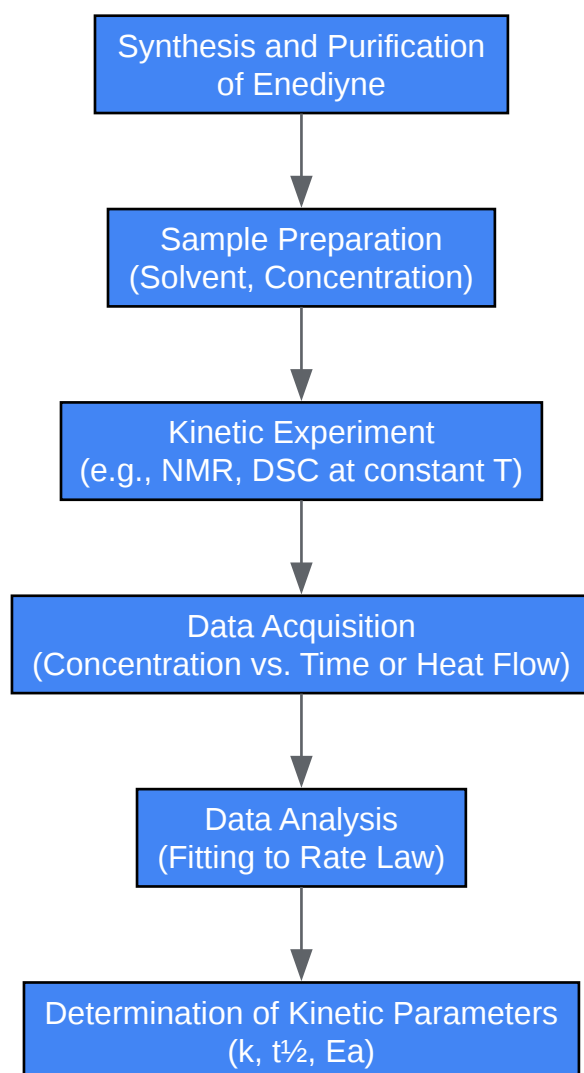 Synthesis and Purification
of Enediyne
Sample Preparation
(Solvent, Concentration)
Kinetic Experiment
(e.g., NMR, DSC at constant T)
Data Acquisition
(Concentration vs. Time or Heat Flow)
Data Analysis
(Fitting to Rate Law)
Determination of Kinetic Parameters
(k, t½, Ea)